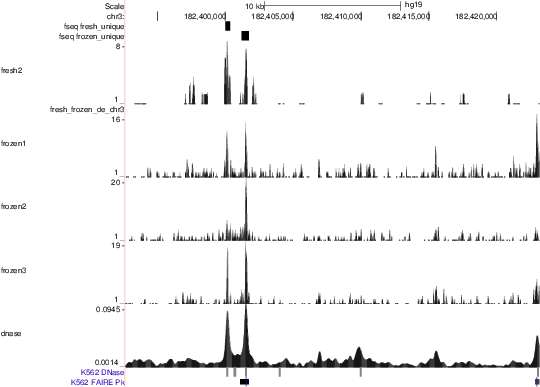 Scale 10 kb hg19
chr3: 182,400,000 182,405,000 182,410,000 182,415,000 182,420,000
fseq fresh_unique
fseq frozen_unique
8
fresh2
1
fresh_frozen_de_chr3
16
frozen1
1
20
frozen2
1
19
frozen3
1
0.0945
dnase
0.0014
K562 DNase
K562 FAIRE Pk